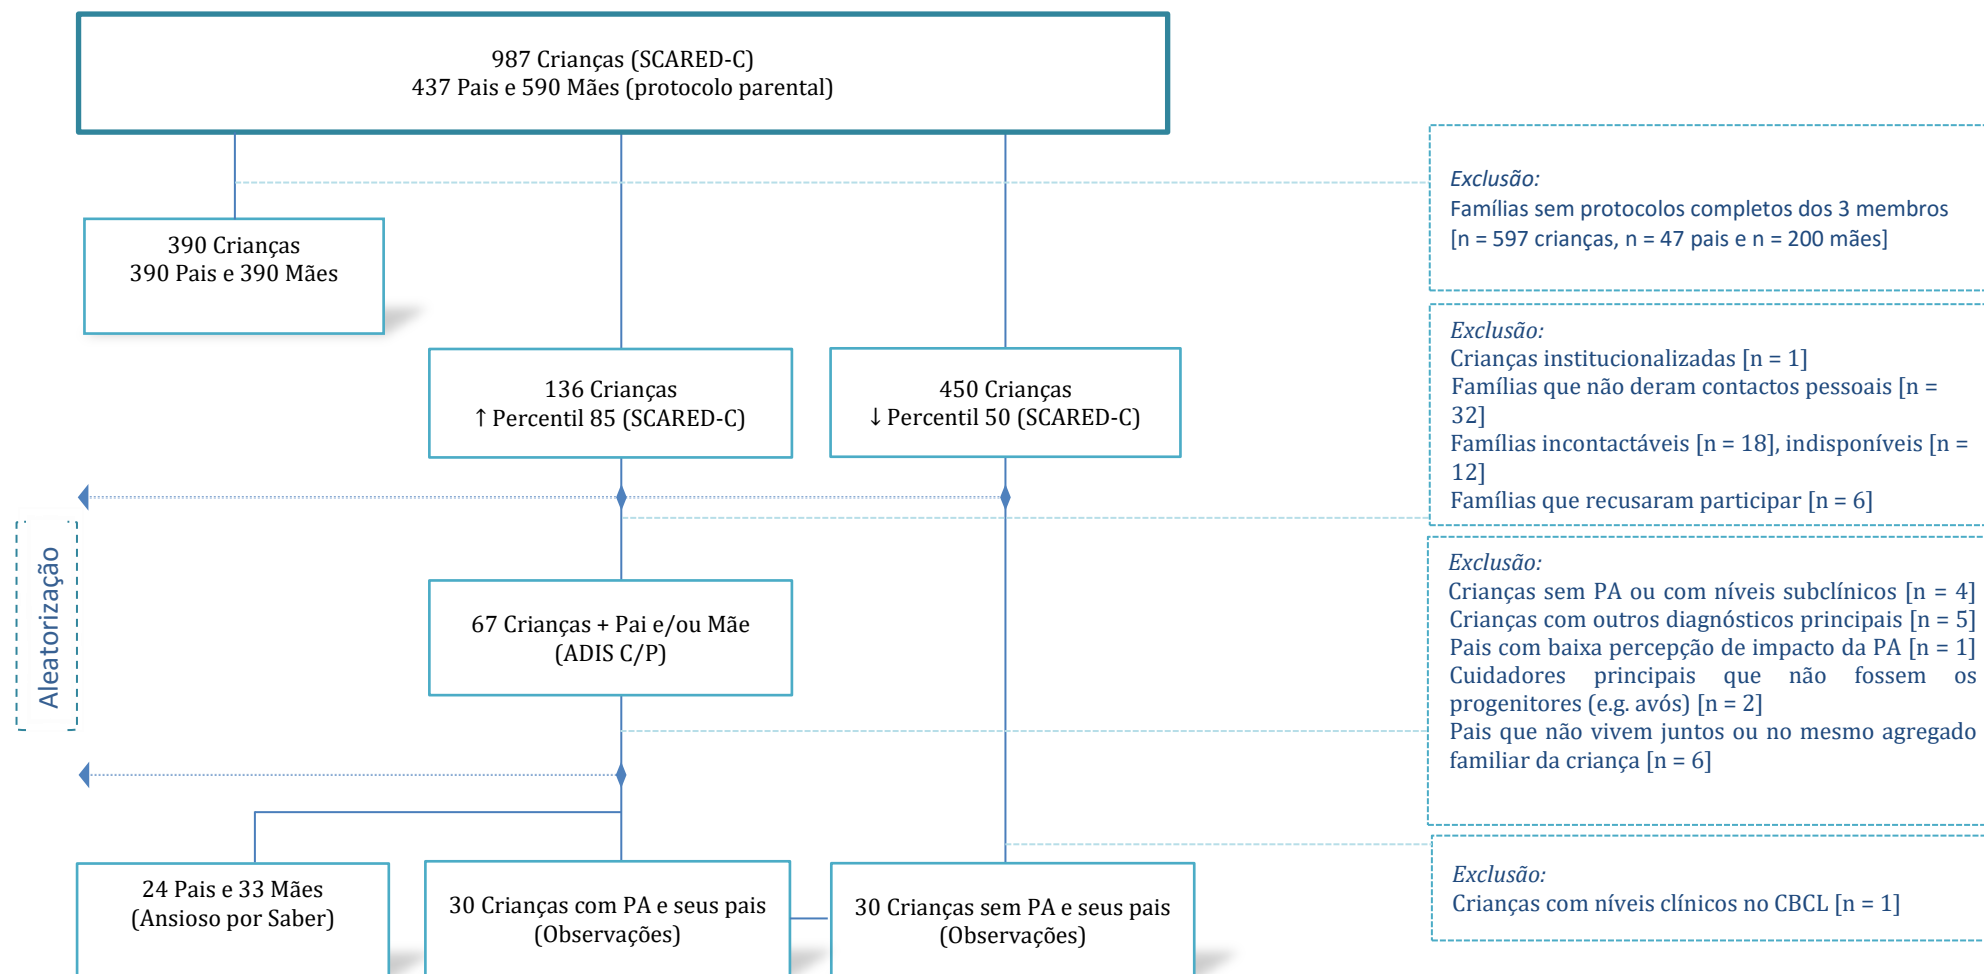 987 Crianças (SCARED-C)
437 Pais e 590 Mães (protocolo parental)
Exclusão:
Famílias sem protocolos completos dos 3 membros
[n = 597 crianças, n = 47 pais e n = 200 mães]
390 Crianças
390 Pais e 390 Mães
Exclusão:
Crianças institucionalizadas [n = 1]
Famílias que não deram contactos pessoais [n =
32]
Famílias incontactáveis [n = 18], indisponíveis [n =
12]
Famílias que recusaram participar [n = 6]
136 Crianças
↑ Percentil 85 (SCARED-C)
450 Crianças
↓ Percentil 50 (SCARED-C)
Aleatorização
67 Crianças + Pai e/ou Mãe
(ADIS C/P)
Exclusão:
Crianças sem PA ou com níveis subclínicos [n = 4]
Crianças com outros diagnósticos principais [n = 5]
Pais com baixa percepção de impacto da PA [n = 1]
Cuidadores principais que não fossem os
progenitores (e.g. avós) [n = 2]
Pais que não vivem juntos ou no mesmo agregado
familiar da criança [n = 6]
24 Pais e 33 Mães
(Ansioso por Saber)
30 Crianças com PA e seus pais
(Observações)
30 Crianças sem PA e seus pais
(Observações)
Exclusão:
Crianças com níveis clínicos no CBCL [n = 1]